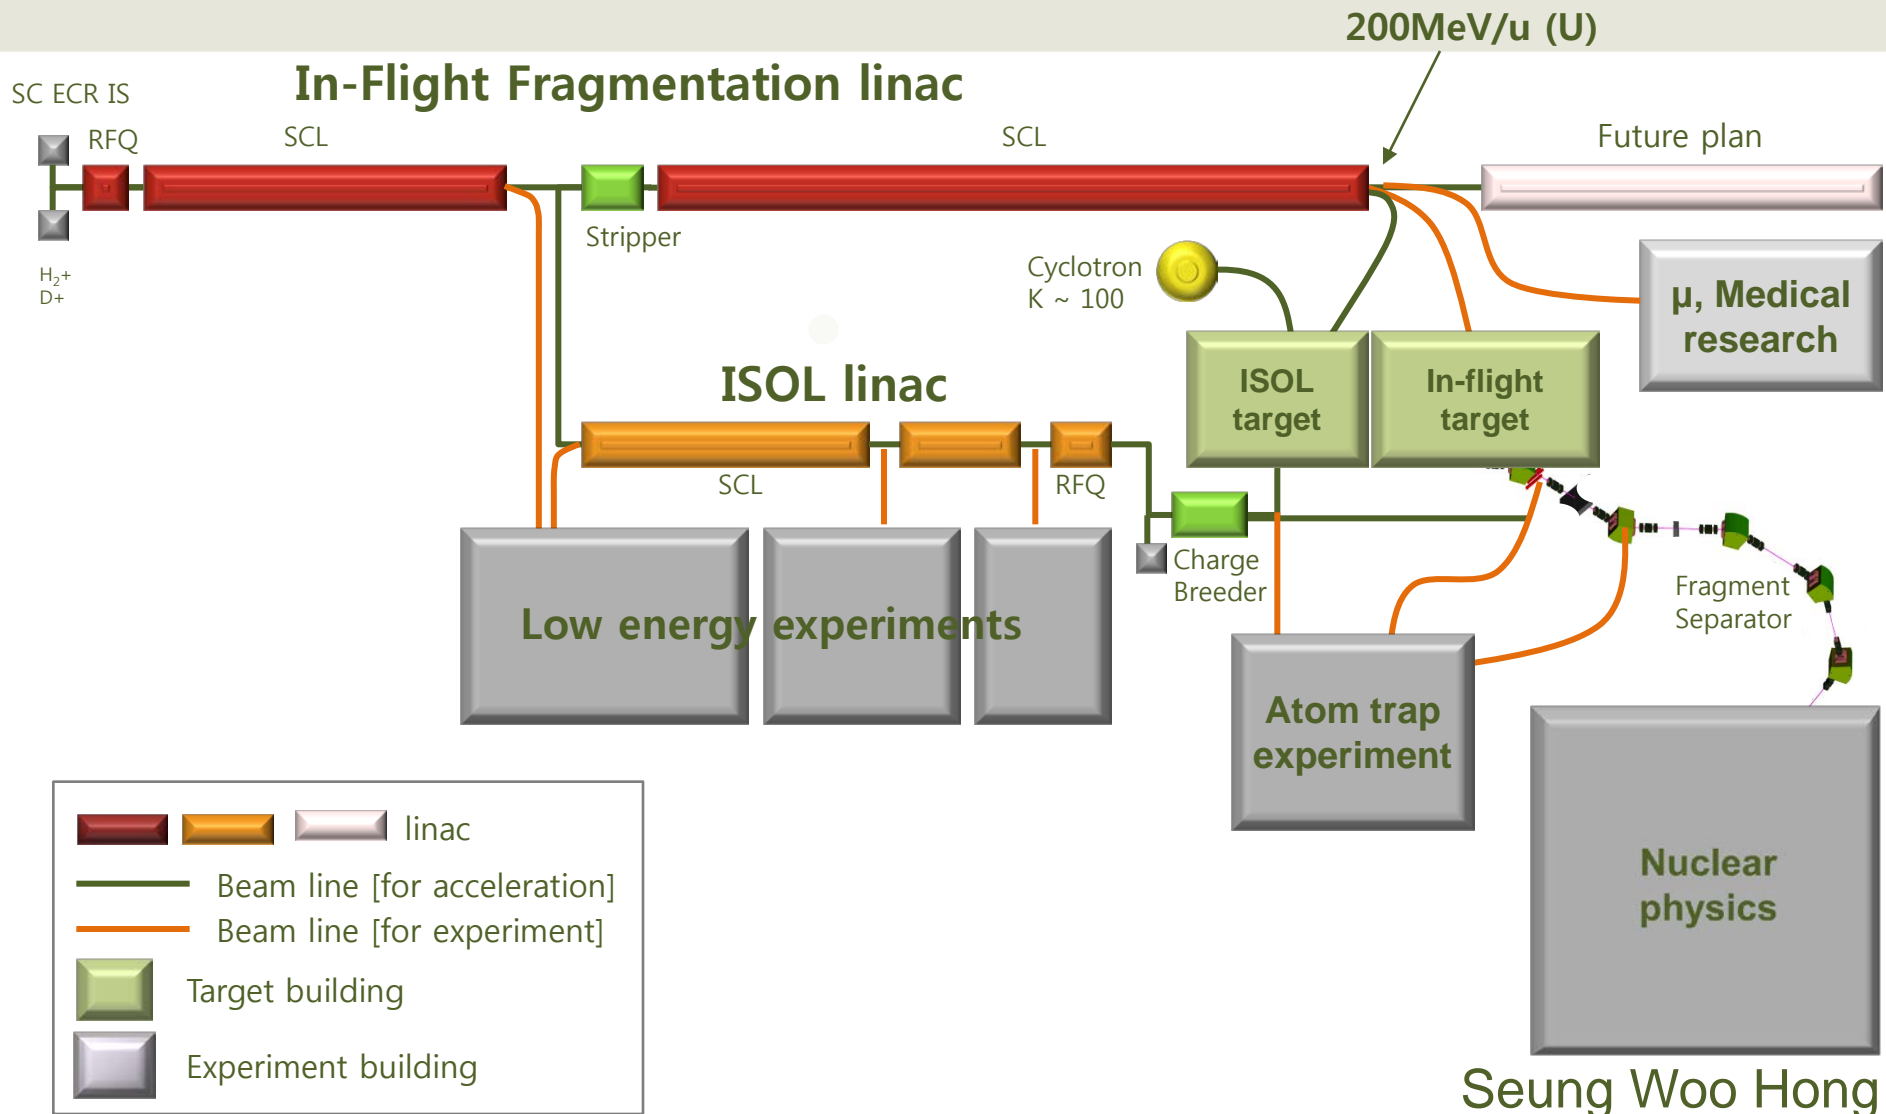 200MeV/u (U)
In-Flight Fragmentation linac
SC ECR IS
RFQ
SCL
SCL
Future plan
Stripper
H₂+
D+
Cyclotron
K ~ 100
μ, Medical
research
ISOL linac
ISOL
target
In-flight
target
SCL
RFQ
Charge
Breeder
Fragment
Separator
Low energy experiments
Atom trap
experiment
Nuclear
physics
linac
Beam line [for acceleration]
Beam line [for experiment]
Target building
Experiment building
Seung Woo Hong